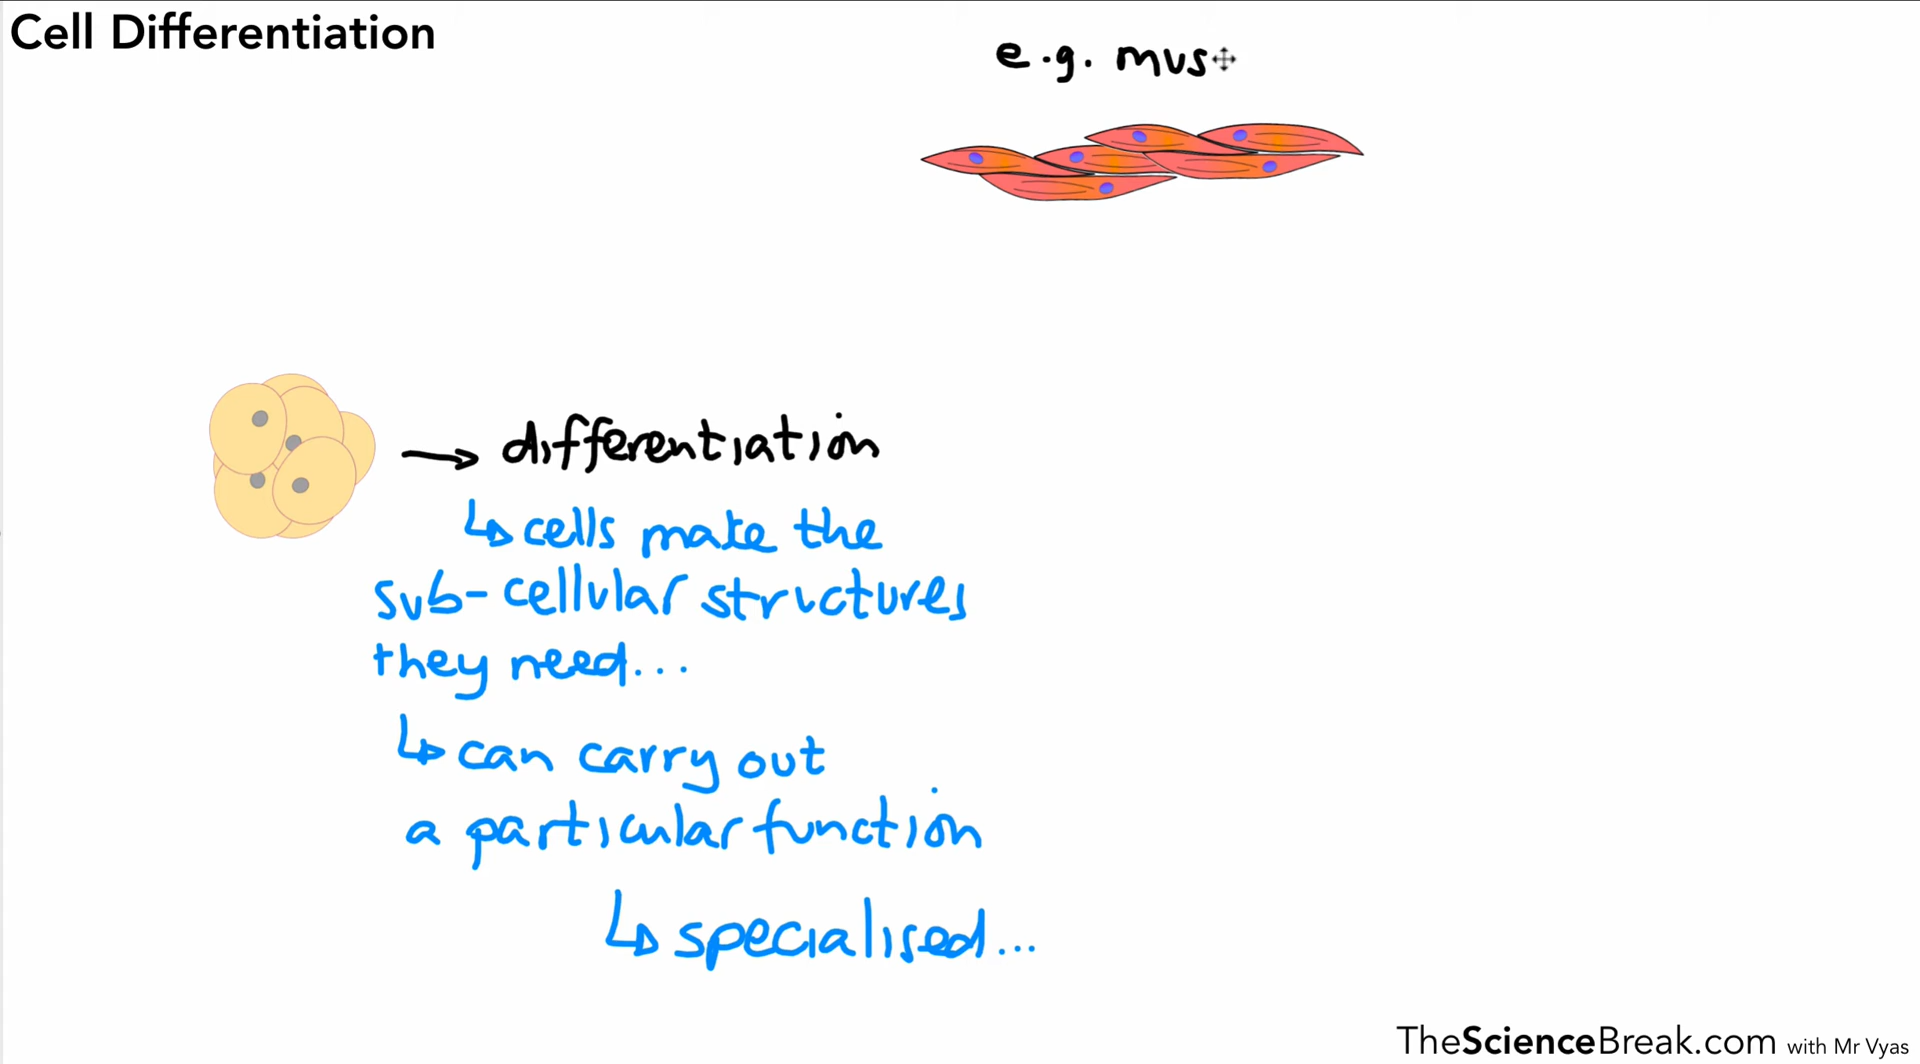 Cell Differentiation
e.g. mus
→ differentiation
↳ cells make the
sub-cellular structures
they need...
↳ can carry out
a particular function
↳ specialised...
TheScienceBreak.com with Mr Vyas